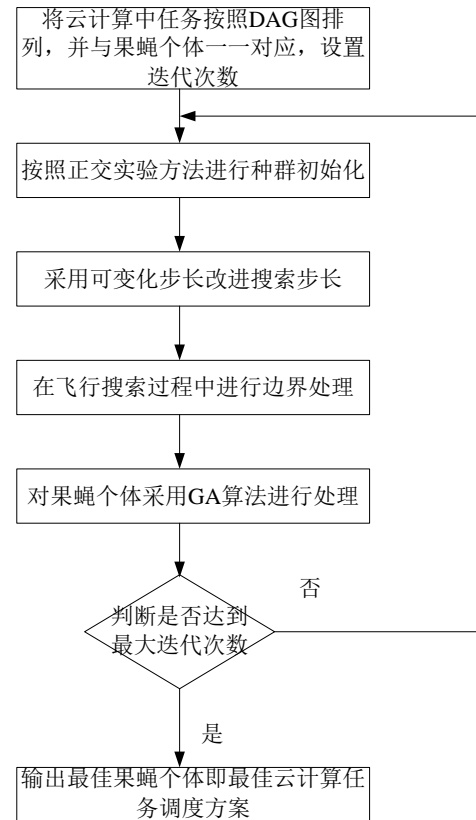 将云计算中任务按照DAG图排
列，并与果蝇个体一一对应，设置
迭代次数
按照正交实验方法进行种群初始化
采用可变化步长改进搜索步长
在飞行搜索过程中进行边界处理
对果蝇个体采用GA算法进行处理
否
判断是否达到
最大迭代次数
是
输出最佳果蝇个体即最佳云计算任
务调度方案